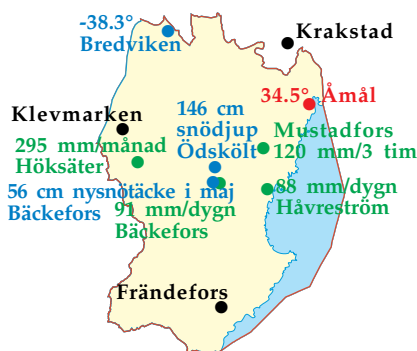 -38.3°
Bredviken
Krakstad
34.5° Åmål
Klevmarken
146 cm
snödjup
Ödskölt
Mustadfors
120 mm/3 tim
295 mm/månad
Höksäter
56 cm nysnötäcke i maj
Bäckefors
91 mm/dygn
Bäckefors
88 mm/dygn
Håvreström
Frändefors